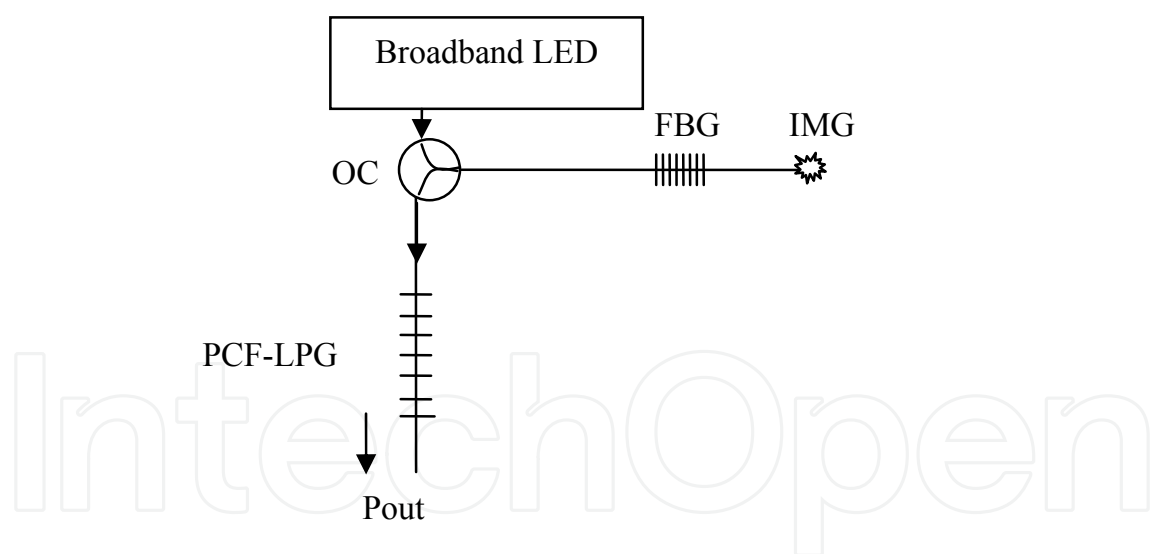 Broadband LED
FBG
IMG
OC
PCF-LPG
IntechOpen
Pout